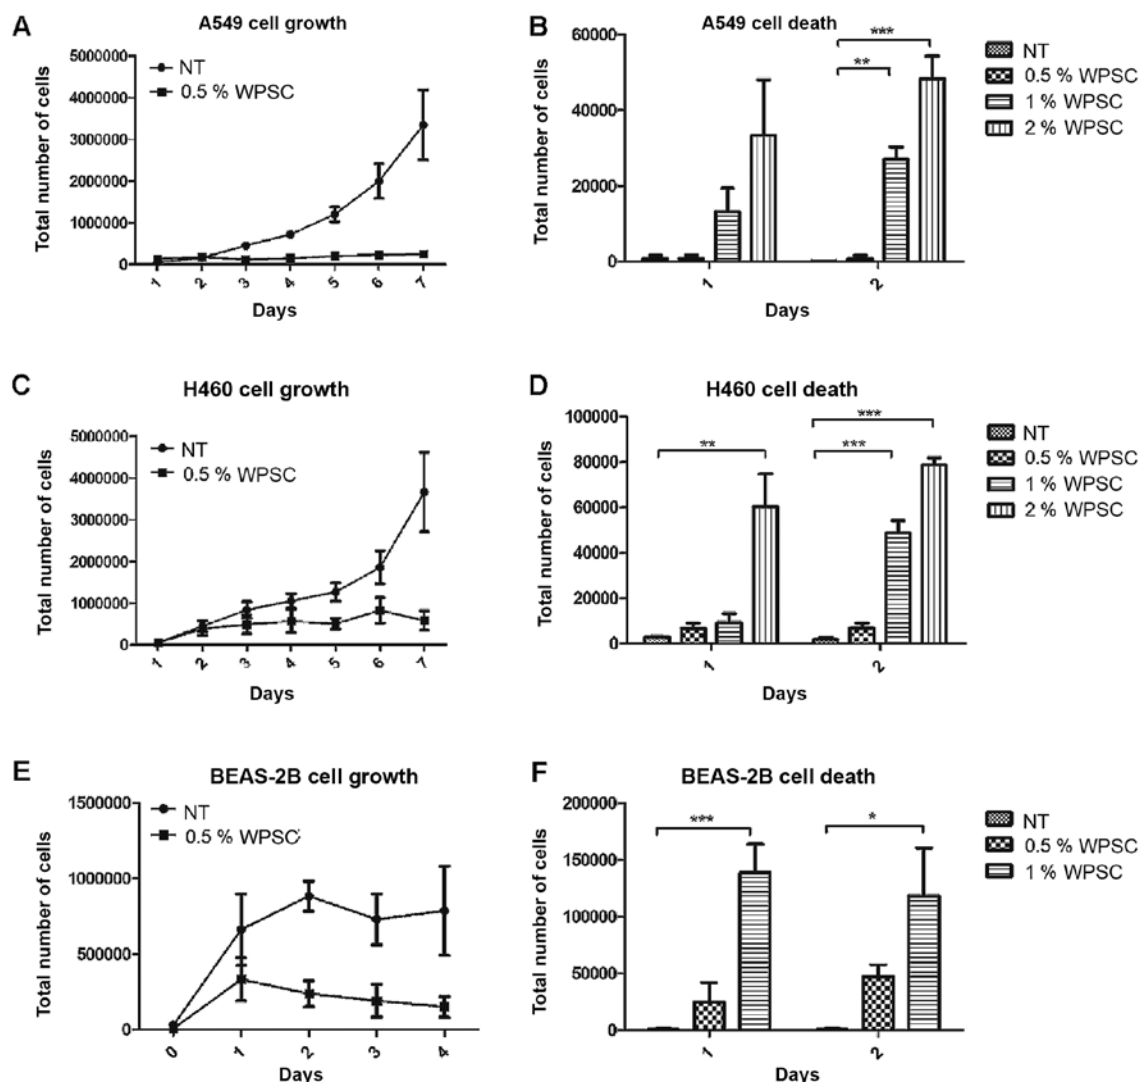 A
A549 cell growth
Total number of cells
5000000
4000000
3000000
2000000
1000000
0
NT
0.5 % WPSC
1 2 3 4 5 6 7
Days
B
A549 cell death
Total number of cells
60000
40000
20000
0
***
**
NT
0.5 % WPSC
1 % WPSC
2 % WPSC
1 2
Days
C
H460 cell growth
Total number of cells
5000000
4000000
3000000
2000000
1000000
0
NT
0.5 % WPSC
1 2 3 4 5 6 7
Days
D
H460 cell death
Total number of cells
100000
80000
60000
40000
20000
0
**
***
***
NT
0.5 % WPSC
1 % WPSC
2 % WPSC
1 2
Days
E
BEAS-2B cell growth
Total number of cells
1500000
1000000
500000
0
NT
0.5 % WPSC
0 1 2 3 4
Days
F
BEAS-2B cell death
Total number of cells
200000
150000
100000
50000
0
***
*
NT
0.5 % WPSC
1 % WPSC
1 2
Days